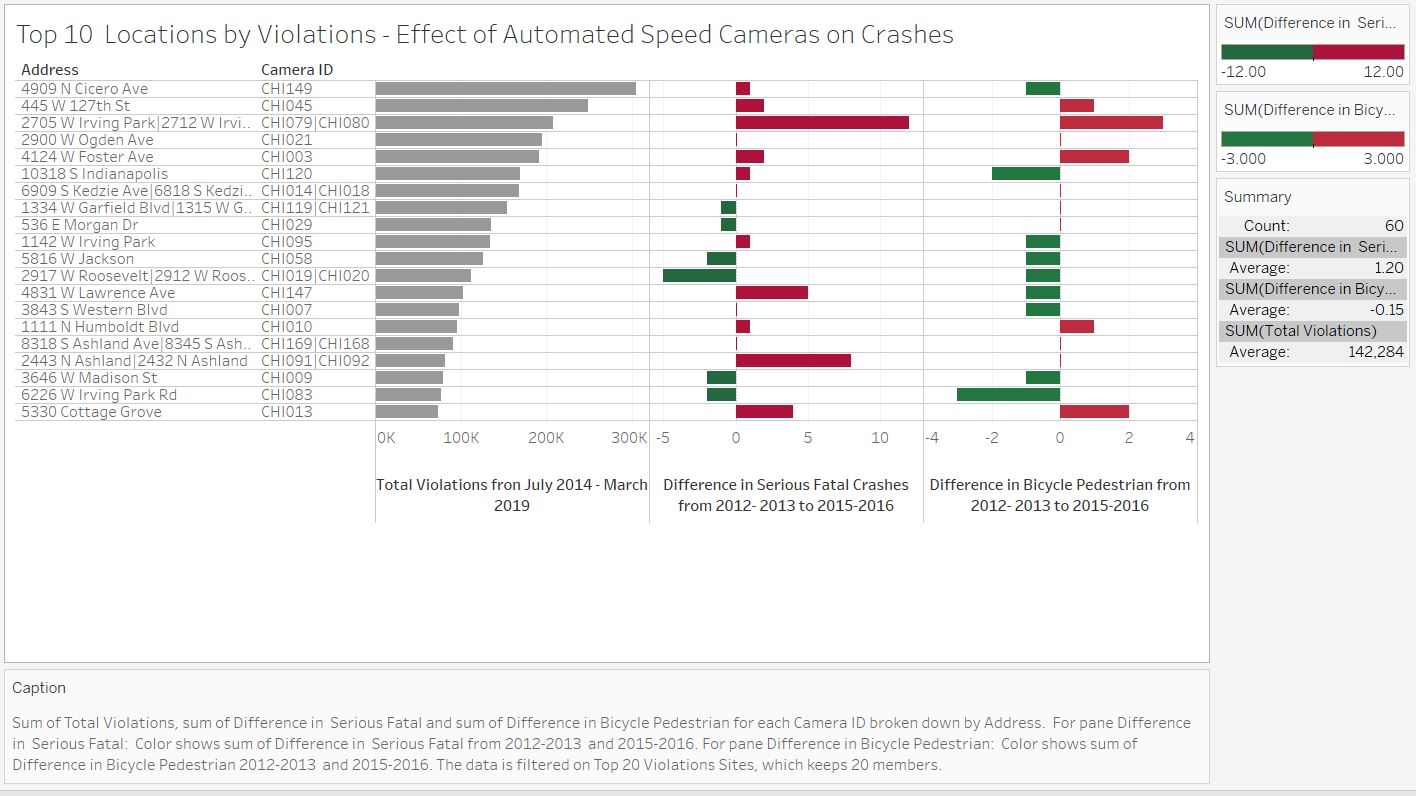 Top 10 Locations by Violations - Effect of Automated Speed Cameras on Crashes
Address Camera ID
4909 N Cicero Ave CHI149
445 W 127th St CHI045
2705 W Irving Park|2712 W Irvi.. CHI079|CHI080
2900 W Ogden Ave CHI021
4124 W Foster Ave CHI003
10318 S Indianapolis CHI120
6909 S Kedzie Ave|6818 S Kedzi.. CHI014|CHI018
1334 W Garfield Blvd|1315 W G.. CHI119|CHI121
536 E Morgan Dr CHI029
1142 W Irving Park CHI095
5816 W Jackson CHI058
2917 W Roosevelt|2912 W Roos.. CHI019|CHI020
4831 W Lawrence Ave CHI147
3843 S Western Blvd CHI007
1111 N Humboldt Blvd CHI010
8318 S Ashland Ave|8345 S Ash.. CHI169|CHI168
2443 N Ashland|2432 N Ashland CHI091|CHI092
3646 W Madison St CHI009
6226 W Irving Park Rd CHI083
5330 Cottage Grove CHI013
0K 100K 200K 300K -5 0 5 10 -4 -2 0 2 4
Total Violations fron July 2014 - March
2019
Difference in Serious Fatal Crashes
from 2012- 2013 to 2015-2016
Difference in Bicycle Pedestrian from
2012- 2013 to 2015-2016
SUM(Difference in Seri...
-12.00 12.00
SUM(Difference in Bicy...
-3.000 3.000
Summary
Count: 60
SUM(Difference in Seri...
Average: 1.20
SUM(Difference in Bicy...
Average: -0.15
SUM(Total Violations)
Average: 142,284
Caption
Sum of Total Violations, sum of Difference in Serious Fatal and sum of Difference in Bicycle Pedestrian for each Camera ID broken down by Address. For pane Difference
in Serious Fatal: Color shows sum of Difference in Serious Fatal from 2012-2013 and 2015-2016. For pane Difference in Bicycle Pedestrian: Color shows sum of
Difference in Bicycle Pedestrian 2012-2013 and 2015-2016. The data is filtered on Top 20 Violations Sites, which keeps 20 members.